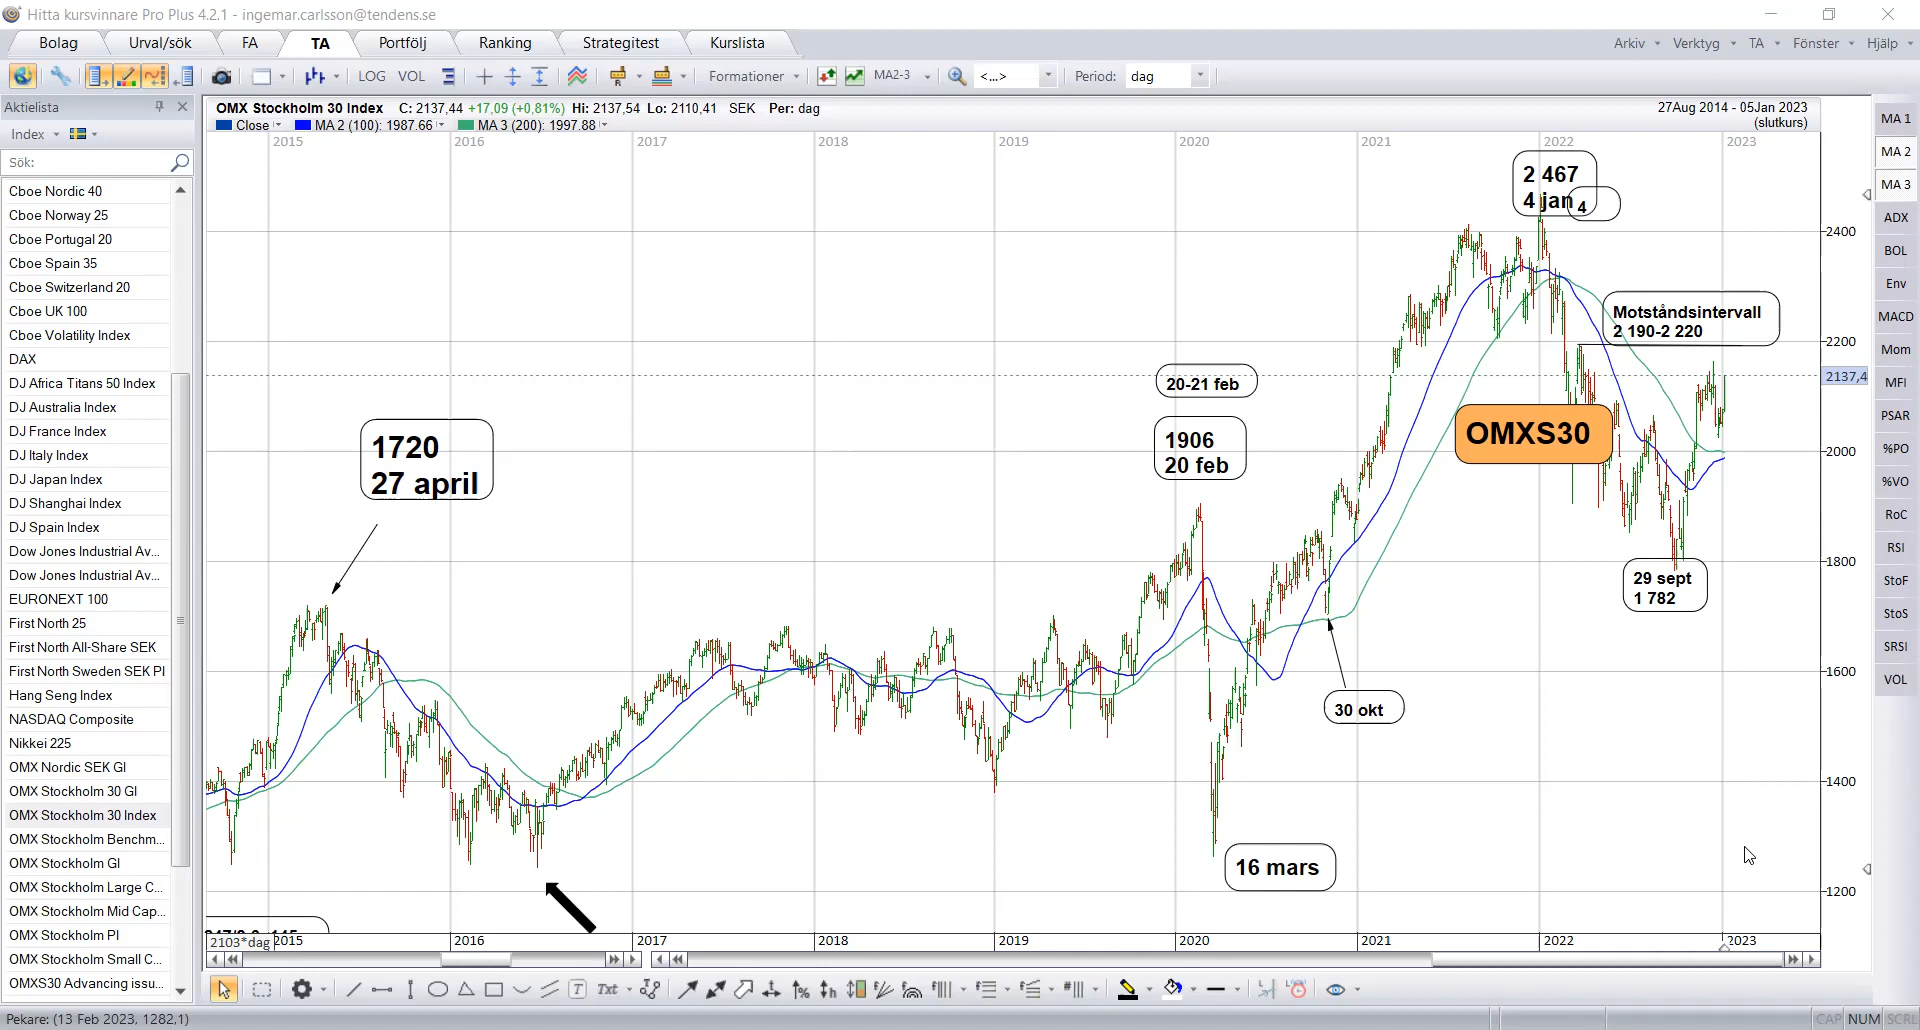 Hitta kursvinnare Pro Plus 4.2.1 - ingemar.carlsson@tendens.se
Bolag Urval/sök FA TA Portfölj Ranking Strategitest Kurslista
Arkiv Verktyg TA Fönster Hjälp
LOG VOL Formationer MA2-3 <...> Period: dag
Aktielista
Index
Sök:
Cboe Nordic 40
Cboe Norway 25
Cboe Portugal 20
Cboe Spain 35
Cboe Switzerland 20
Cboe UK 100
Cboe Volatility Index
DAX
DJ Africa Titans 50 Index
DJ Australia Index
DJ France Index
DJ Italy Index
DJ Japan Index
DJ Shanghai Index
DJ Spain Index
Dow Jones Industrial Av...
Dow Jones Industrial Av...
EURONEXT 100
First North 25
First North All-Share SEK
First North Sweden SEK PI
Hang Seng Index
NASDAQ Composite
Nikkei 225
OMX Nordic SEK GI
OMX Stockholm 30 GI
OMX Stockholm 30 Index
OMX Stockholm Benchm...
OMX Stockholm GI
OMX Stockholm Large C...
OMX Stockholm Mid Cap...
OMX Stockholm PI
OMX Stockholm Small C...
OMXS30 Advancing issu...
OMX Stockholm 30 Index C: 2137,44 +17,09 (+0,81%) Hi: 2137,54 Lo: 2110,41 SEK Per: dag
27Aug 2014 - 05Jan 2023
(slutkurs)
Close MA 2 (100): 1987.66 MA 3 (200): 1997.88
2015 2016 2017 2018 2019 2020 2021 2022 2023
2 467
4 jan
4
Motståndsintervall
2 190-2 220
20-21 feb
1906
20 feb
OMXS30
1720
27 april
29 sept
1 782
30 okt
16 mars
2400
2200
2137,4
2000
1800
1600
1400
1200
2103*dag
2015 2016 2017 2018 2019 2020 2021 2022 2023
MA 1
MA 2
MA 3
ADX
BOL
Env
MACD
Mom
MFI
PSAR
%PO
%VO
RoC
RSI
StoF
StoS
SRSI
VOL
T Txt
Pekare: (13 Feb 2023, 1282,1)
CAP NUM SCRL